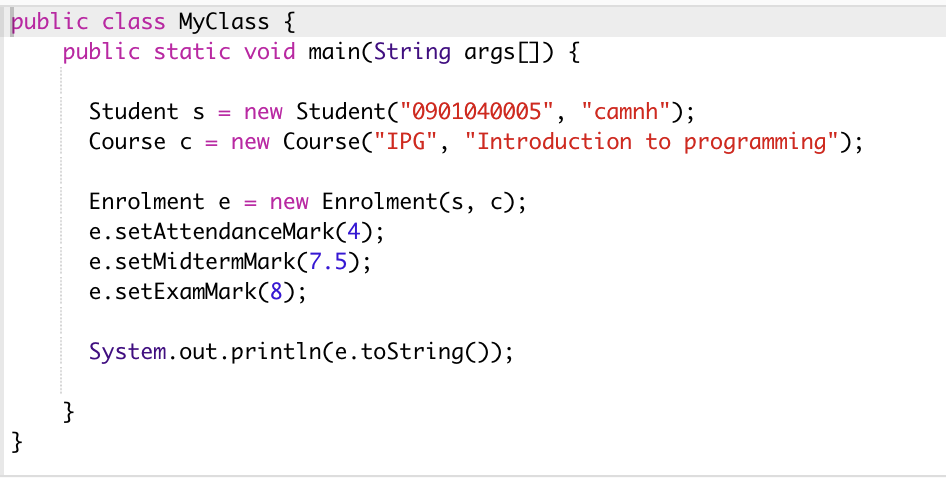 public class MyClass {
    public static void main(String args[]) {
      Student s = new Student("0901040005", "camnh");
      Course c = new Course("IPG", "Introduction to programming");
      Enrolment e = new Enrolment(s, c);
      e.setAttendanceMark(4);
      e.setMidtermMark(7.5);
      e.setExamMark(8);
      System.out.println(e.toString());
    }
}